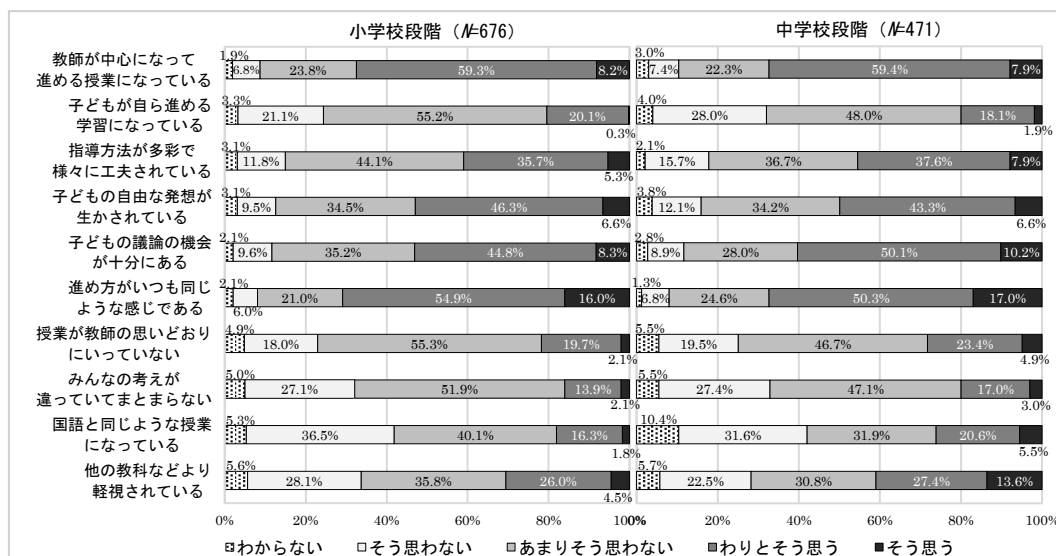 小学校段階（N=676）
中学校段階（N=471）
教師が中心になって
進める授業になっている
1.9% 6.8% 23.8% 59.3% 8.2%
3.0% 7.4% 22.3% 59.4% 7.9%
子どもが自ら進める
学習になっている
3.3% 21.1% 55.2% 20.1% 0.3%
4.0% 28.0% 48.0% 18.1% 1.9%
指導方法が多彩で
様々に工夫されている
3.1% 11.8% 44.1% 35.7% 5.3%
2.1% 15.7% 36.7% 37.6% 7.9%
子どもの自由な発想が
生かされている
3.1% 9.5% 34.5% 46.3% 6.6%
3.8% 12.1% 34.2% 43.3% 6.6%
子どもの議論の機会
が十分にある
2.1% 9.6% 35.2% 44.8% 8.3%
2.8% 8.9% 28.0% 50.1% 10.2%
進め方がいつも同じ
ような感じである
2.1% 6.0% 21.0% 54.9% 16.0%
1.3% 6.8% 24.6% 50.3% 17.0%
授業が教師の思いどおり
にいっていない
4.9% 18.0% 55.3% 19.7% 2.1%
5.5% 19.5% 46.7% 23.4% 4.9%
みんなの考えが
違っていてまとまらない
5.0% 27.1% 51.9% 13.9% 2.1%
5.5% 27.4% 47.1% 17.0% 3.0%
国語と同じような授業
になっている
5.3% 36.5% 40.1% 16.3% 1.8%
10.4% 31.6% 31.9% 20.6% 5.5%
他の教科などより
軽視されている
5.6% 28.1% 35.8% 26.0% 4.5%
5.7% 22.5% 30.8% 27.4% 13.6%
0% 20% 40% 60% 80% 100%
0% 20% 40% 60% 80% 100%
わからない そう思わない あまりそう思わない わりとそう思う そう思う